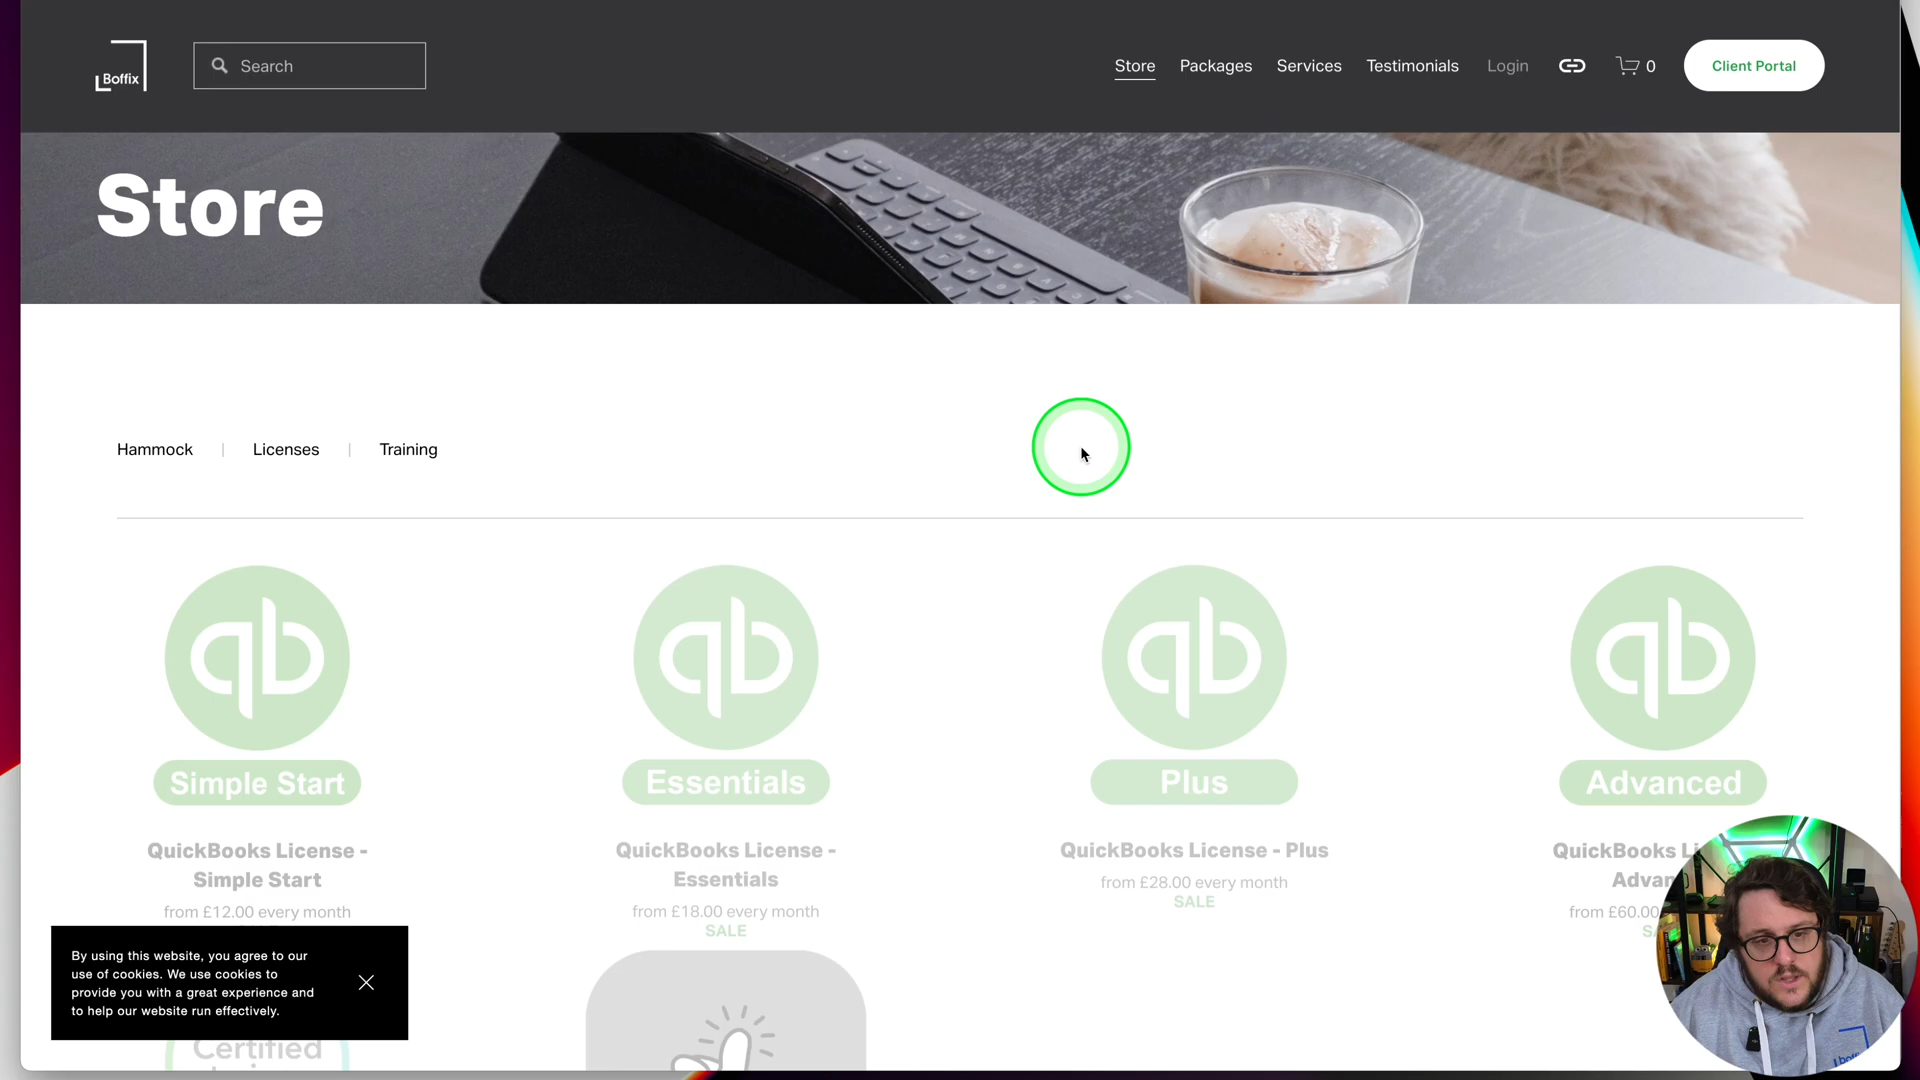 Boffix
Search
Store
Packages
Services
Testimonials
Login
0
Client Portal
Store
Hammock | Licenses | Training
qb
Simple Start
QuickBooks License -
Simple Start
from £12.00 every month
qb
Essentials
QuickBooks License -
Essentials
from £18.00 every month
SALE
qb
Plus
QuickBooks License - Plus
from £28.00 every month
SALE
qb
Advanced
QuickBooks
from £60.00
By using this website, you agree to our
use of cookies. We use cookies to
provide you with a great experience and
to help our website run effectively.
Certified